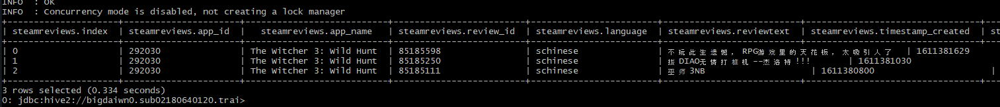 INFO : OK
INFO : Concurrency mode is disabled, not creating a lock manager
| steamreviews.index | steamreviews.app_id | steamreviews.app_name | steamreviews.review_id | steamreviews.language | steamreviews.reviewtext | steamreviews.timestamp_created | st
| 0 | 292030 | The Witcher 3: Wild Hunt | 85185598 | schinese | 不玩此生遗憾，RPG游戏里的天花板，太吸引人了 | 1611381629
| 1 | 292030 | The Witcher 3: Wild Hunt | 85185250 | schinese | 拔DIAO无情打桩机--杰洛特!!! | 1611381030
| 2 | 292030 | The Witcher 3: Wild Hunt | 85185111 | schinese | 巫师3NB | 1611380800 |
3 rows selected (0.334 seconds)
0: jdbc:hive2://bigdaiwn0.sub02180640120.trai>